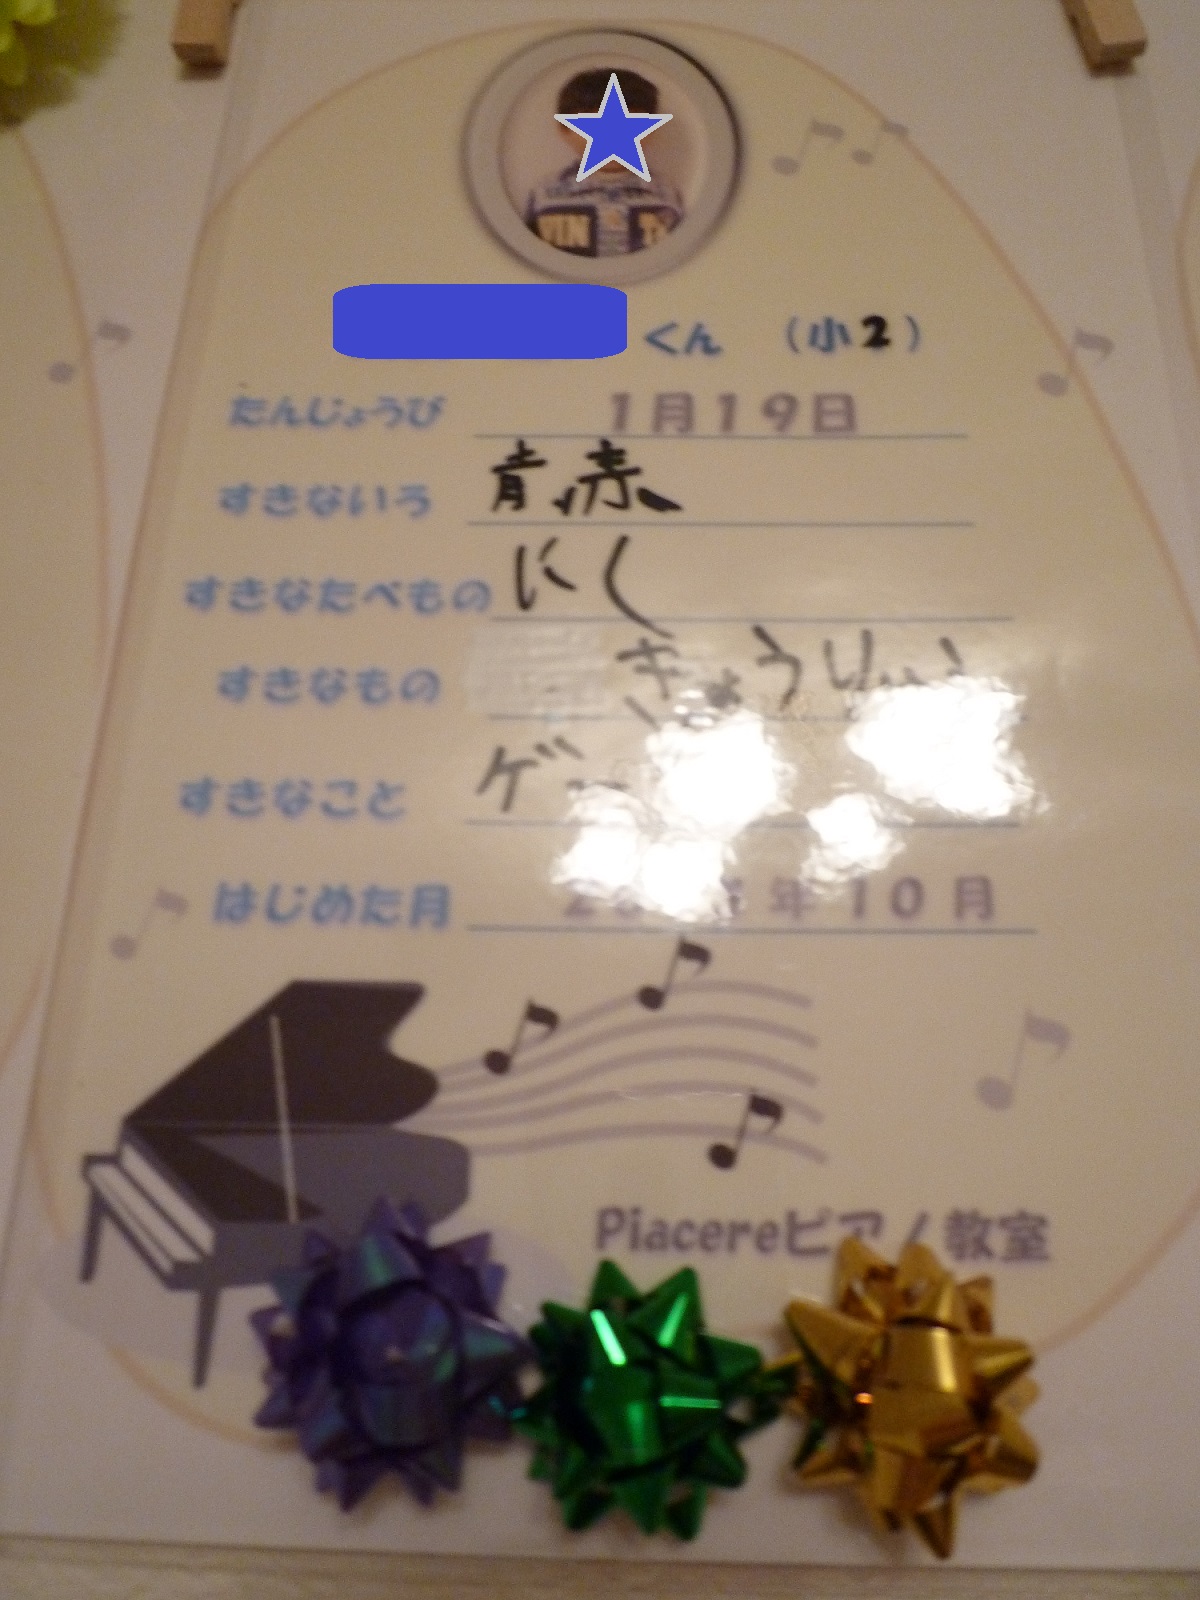 VIN
くん （小2）
たんじょうび 1月19日
すきないろ 青、赤
すきなたべもの にく
すきなもの きょうりゅう
すきなこと ゲー
はじめた月 年10月
Piacereピアノ教室